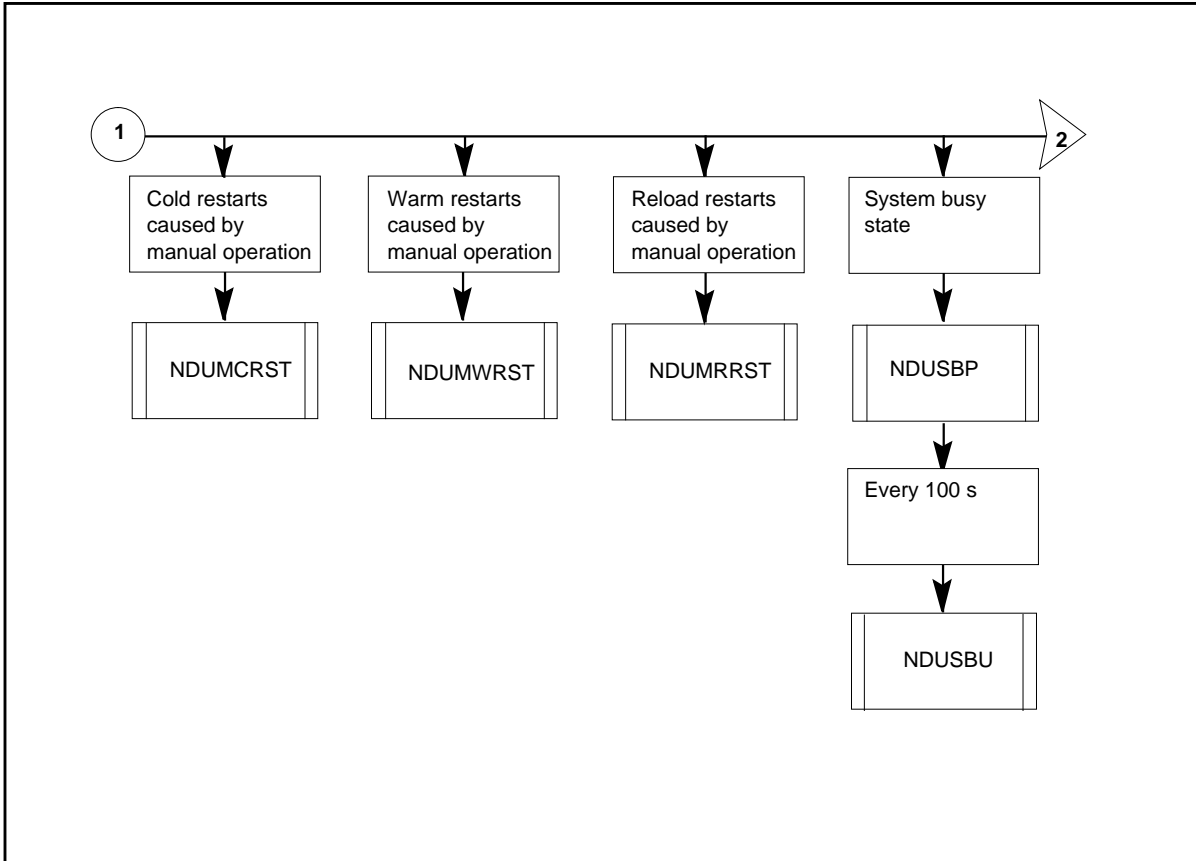 1
2
Cold restarts
caused by
manual operation
Warm restarts
caused by
manual operation
Reload restarts
caused by
manual operation
System busy
state
NDUMCRST
NDUMWRST
NDUMRRST
NDUSBP
Every 100 s
NDUSBU